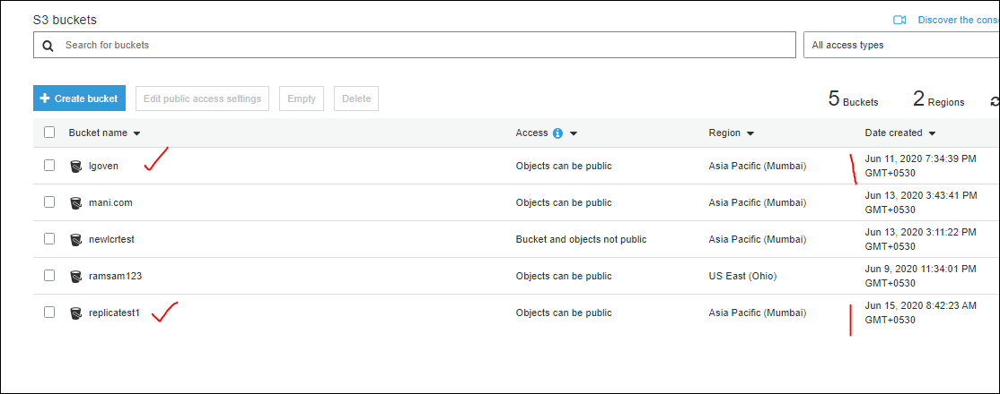 S3 buckets
Discover the cons
Search for buckets
All access types
Create bucket
Edit public access settings
Empty
Delete
5 Buckets
2 Regions
Bucket name
Access
Region
Date created
lgoven
Objects can be public
Asia Pacific (Mumbai)
Jun 11, 2020 7:34:39 PM
GMT+0530
mani.com
Objects can be public
Asia Pacific (Mumbai)
Jun 13, 2020 3:43:41 PM
GMT+0530
newlcrtest
Bucket and objects not public
Asia Pacific (Mumbai)
Jun 13, 2020 3:11:22 PM
GMT+0530
ramsam123
Objects can be public
US East (Ohio)
Jun 9, 2020 11:34:01 PM
GMT+0530
replicatest1
Objects can be public
Asia Pacific (Mumbai)
Jun 15, 2020 8:42:23 AM
GMT+0530